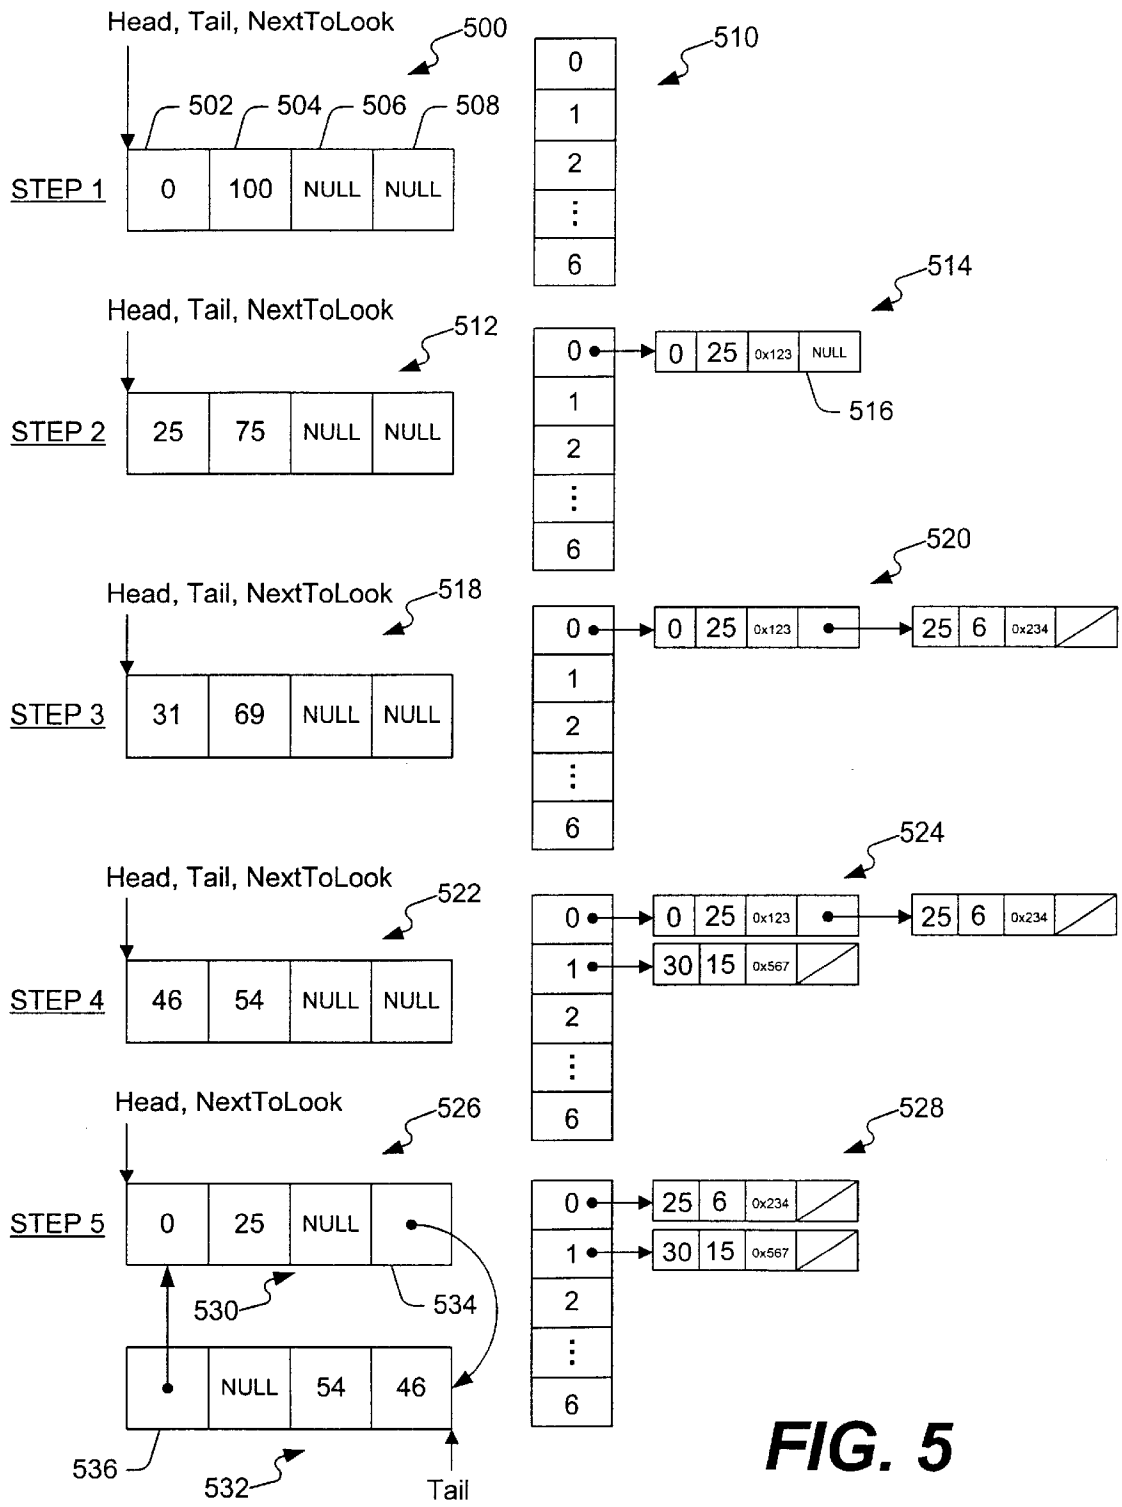 Head, Tail, NextToLook
500
510
502 504 506 508
STEP 1
0 100 NULL NULL
0
1
2
⋮
6
Head, Tail, NextToLook
512
514
STEP 2
25 75 NULL NULL
0
1
2
⋮
6
0 25 0x123 NULL
516
Head, Tail, NextToLook
518
520
STEP 3
31 69 NULL NULL
0
1
2
⋮
6
0 25 0x123
25 6 0x234
Head, Tail, NextToLook
522
524
STEP 4
46 54 NULL NULL
0
1
2
⋮
6
0 25 0x123
25 6 0x234
30 15 0x567
Head, NextToLook
526
528
STEP 5
0 25 NULL
530
534
NULL 54 46
536
532
Tail
0
1
2
⋮
6
25 6 0x234
30 15 0x567
FIG. 5